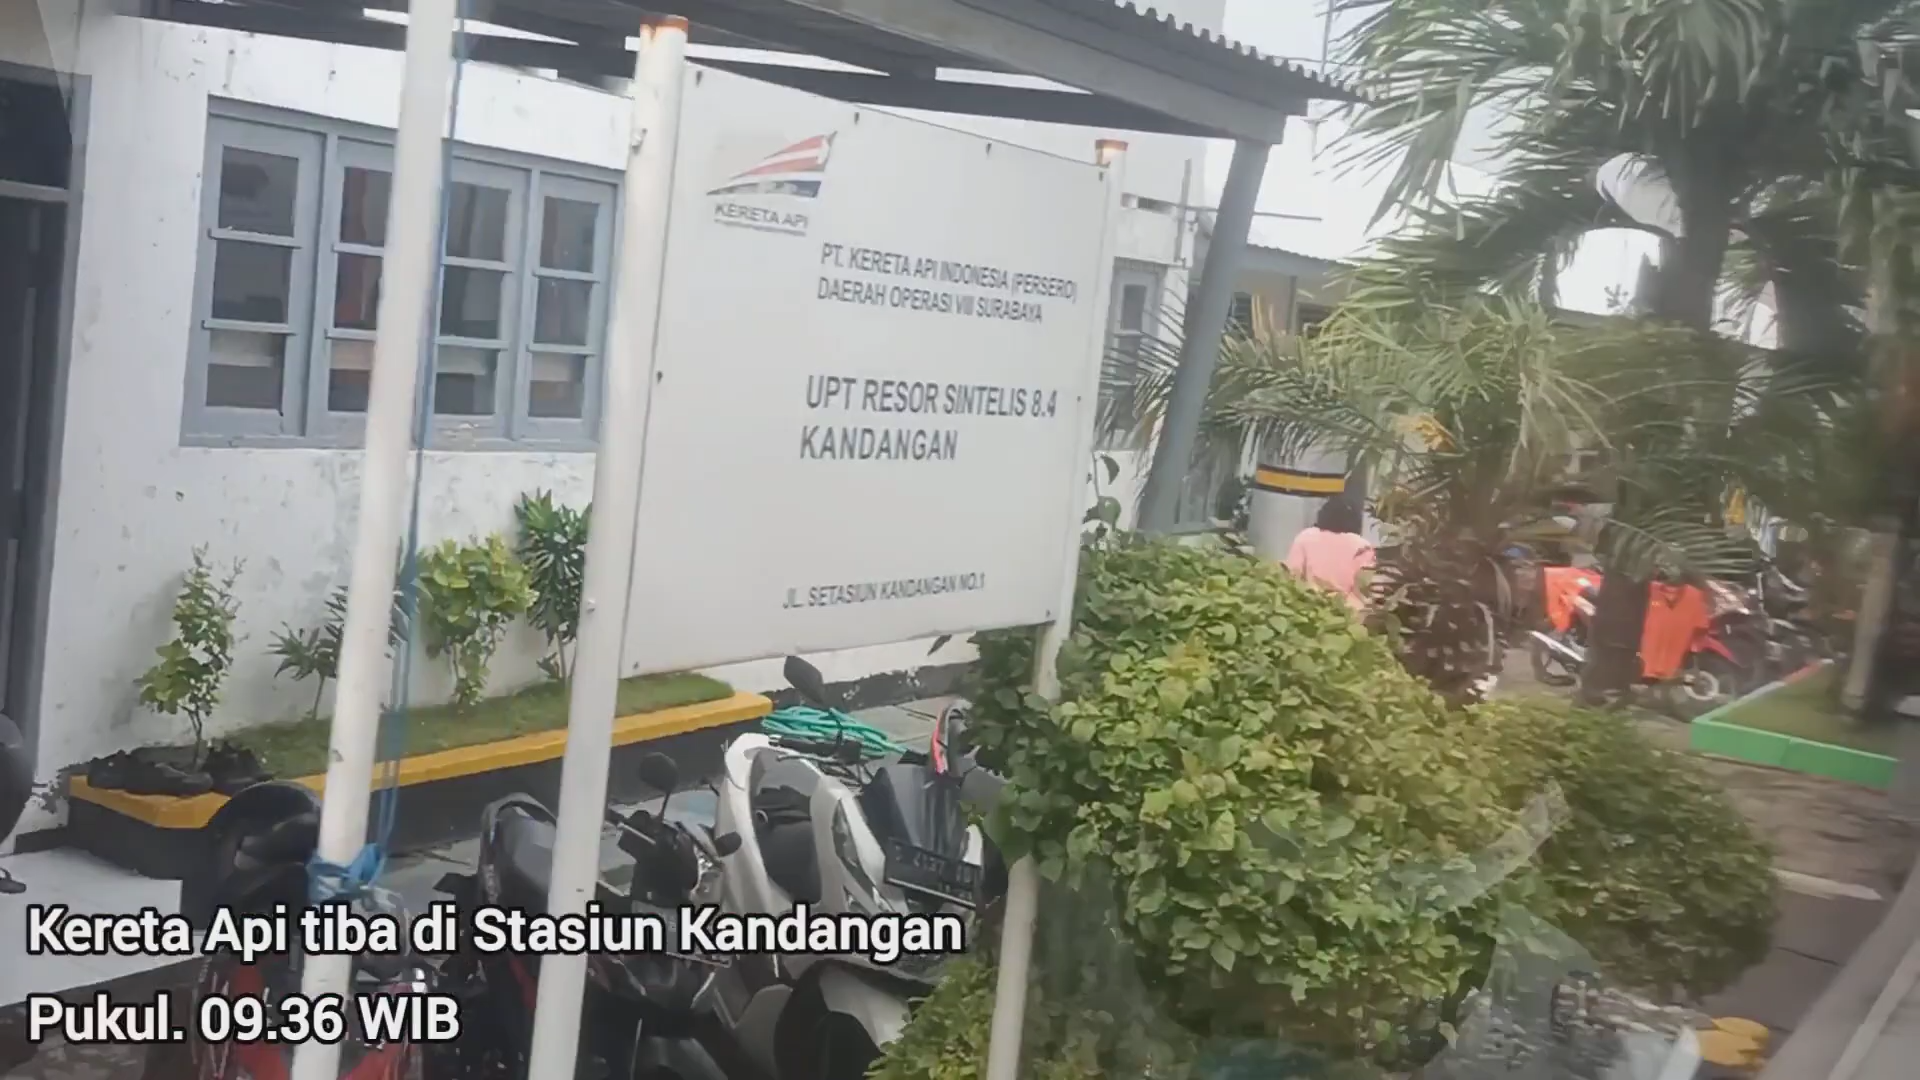 KERETA API
PT. KERETA API INDONESIA (PERSERO)
DAERAH OPERASI VIII SURABAYA
UPT RESOR SINTELIS 8.4
KANDANGAN
JL. SETASIUN KANDANGAN NO.1
Kereta Api tiba di Stasiun Kandangan
Pukul. 09.36 WIB